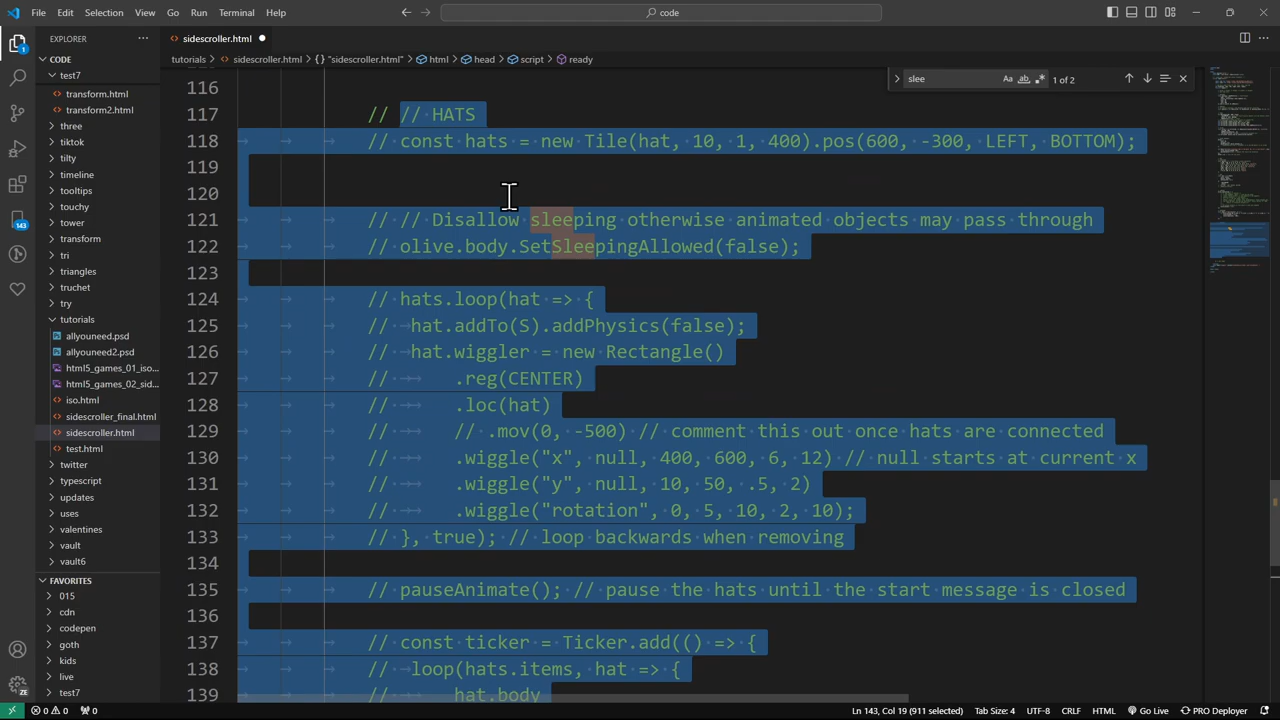 File Edit Selection View Go Run Terminal Help
code
EXPLORER
sidescroller.html
tutorials > sidescroller.html > {} "sidescroller.html" > html > head > script > ready
CODE
test7
transform.html
transform2.html
three
tiktok
tilty
timeline
tooltips
touchy
tower
transform
tri
triangles
truchet
try
tutorials
allyouneed.psd
allyouneed2.psd
html5_games_01_iso...
html5_games_02_sid...
iso.html
sidescroller_final.html
sidescroller.html
test.html
twitter
typescript
updates
uses
valentines
vault
vault6
FAVORITES
015
cdn
codepen
goth
kids
live
test7
1
143
slee Aa ab 1 of 2
116
117 // // HATS
118 // const hats = new Tile(hat, 10, 1, 400).pos(600, -300, LEFT, BOTTOM);
119
120
121 // // Disallow sleeping otherwise animated objects may pass through
122 // olive.body.SetSleepingAllowed(false);
123
124 // hats.loop(hat => {
125 // hat.addTo(S).addPhysics(false);
126 // hat.wiggler = new Rectangle()
127 // .reg(CENTER)
128 // .loc(hat)
129 // // .mov(0, -500) // comment this out once hats are connected
130 // .wiggle("x", null, 400, 600, 6, 12) // null starts at current x
131 // .wiggle("y", null, 10, 50, .5, 2)
132 // .wiggle("rotation", 0, 5, 10, 2, 10);
133 // }, true); // loop backwards when removing
134
135 // pauseAnimate(); // pause the hats until the start message is closed
136
137 // const ticker = Ticker.add(() => {
138 // loop(hats.items, hat => {
139 // hat.body
0 0 0 Ln 143, Col 19 (911 selected) Tab Size: 4 UTF-8 CRLF HTML Go Live PRO Deployer